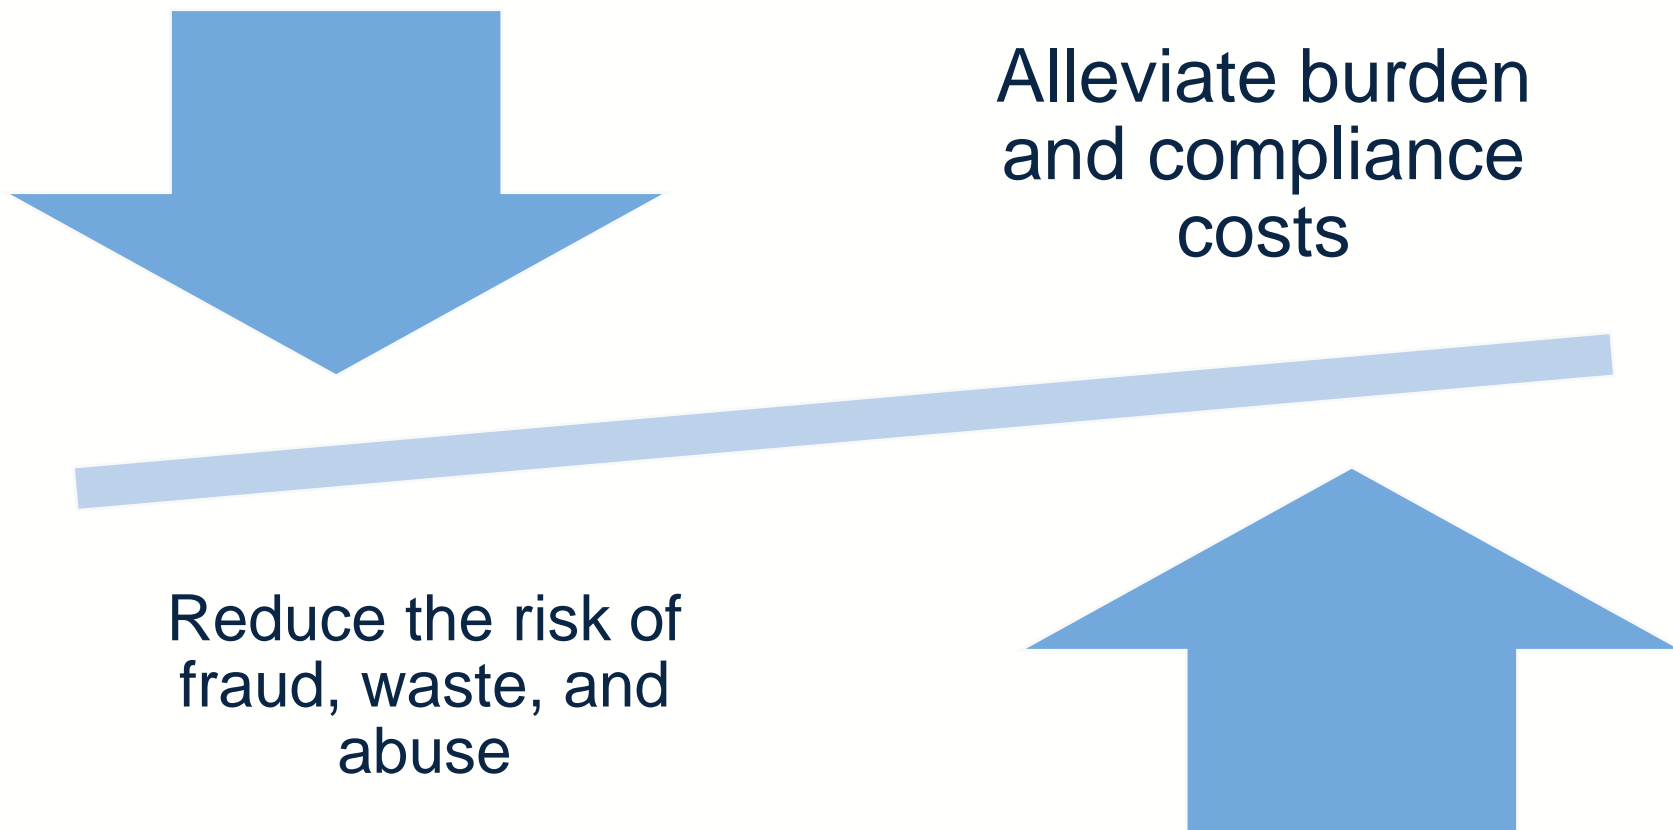 Alleviate burden
and compliance
costs
Reduce the risk of
fraud, waste, and
abuse